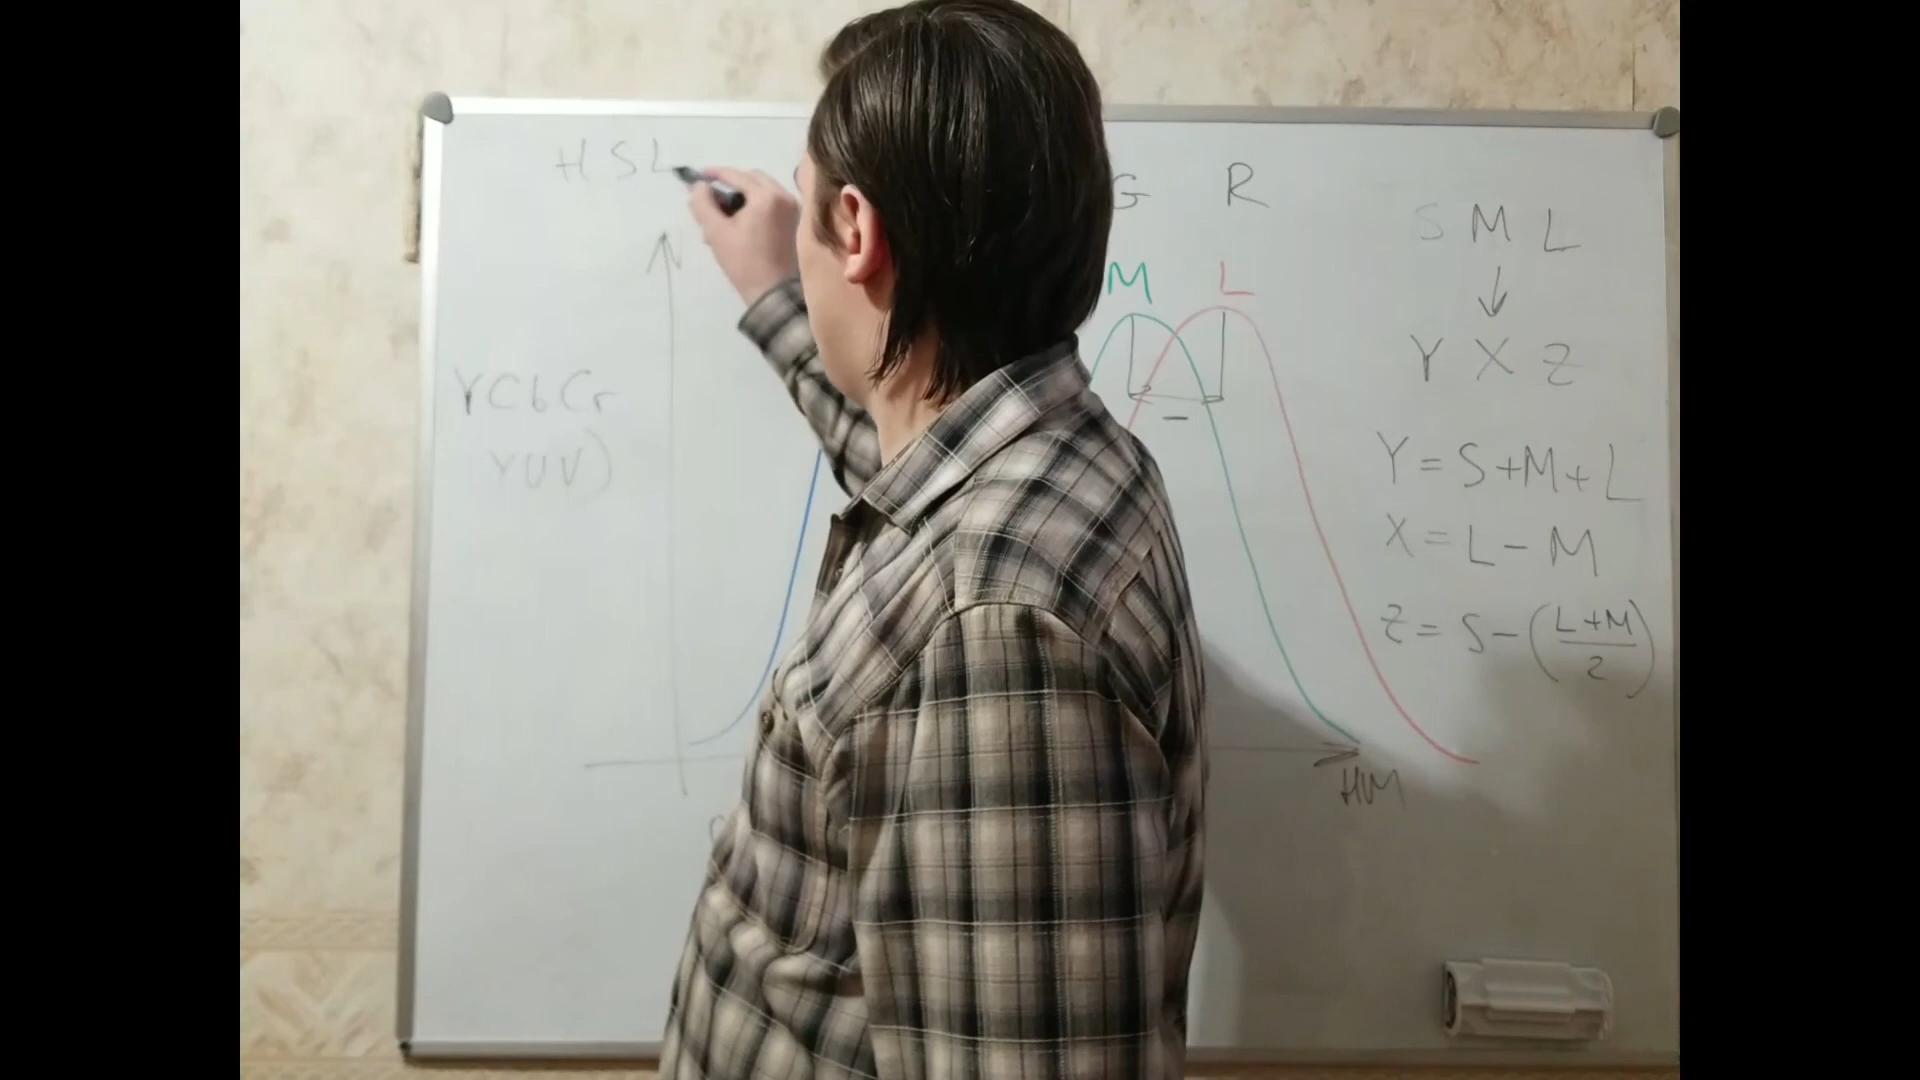 HSL
G R
M L
YCbCr
YUV)
нм
S M L
↓
Y X Z
Y = S + M + L
X = L - M
Z = S - (L + M / 2)